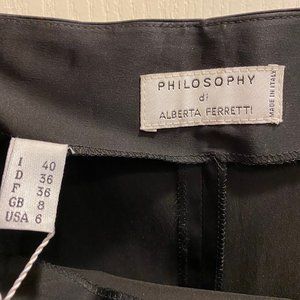 PHILOSOPHY
di
ALBERTA FERRETTI
MADE IN ITALY
I 40
D 36
F 36
GB 8
USA 6